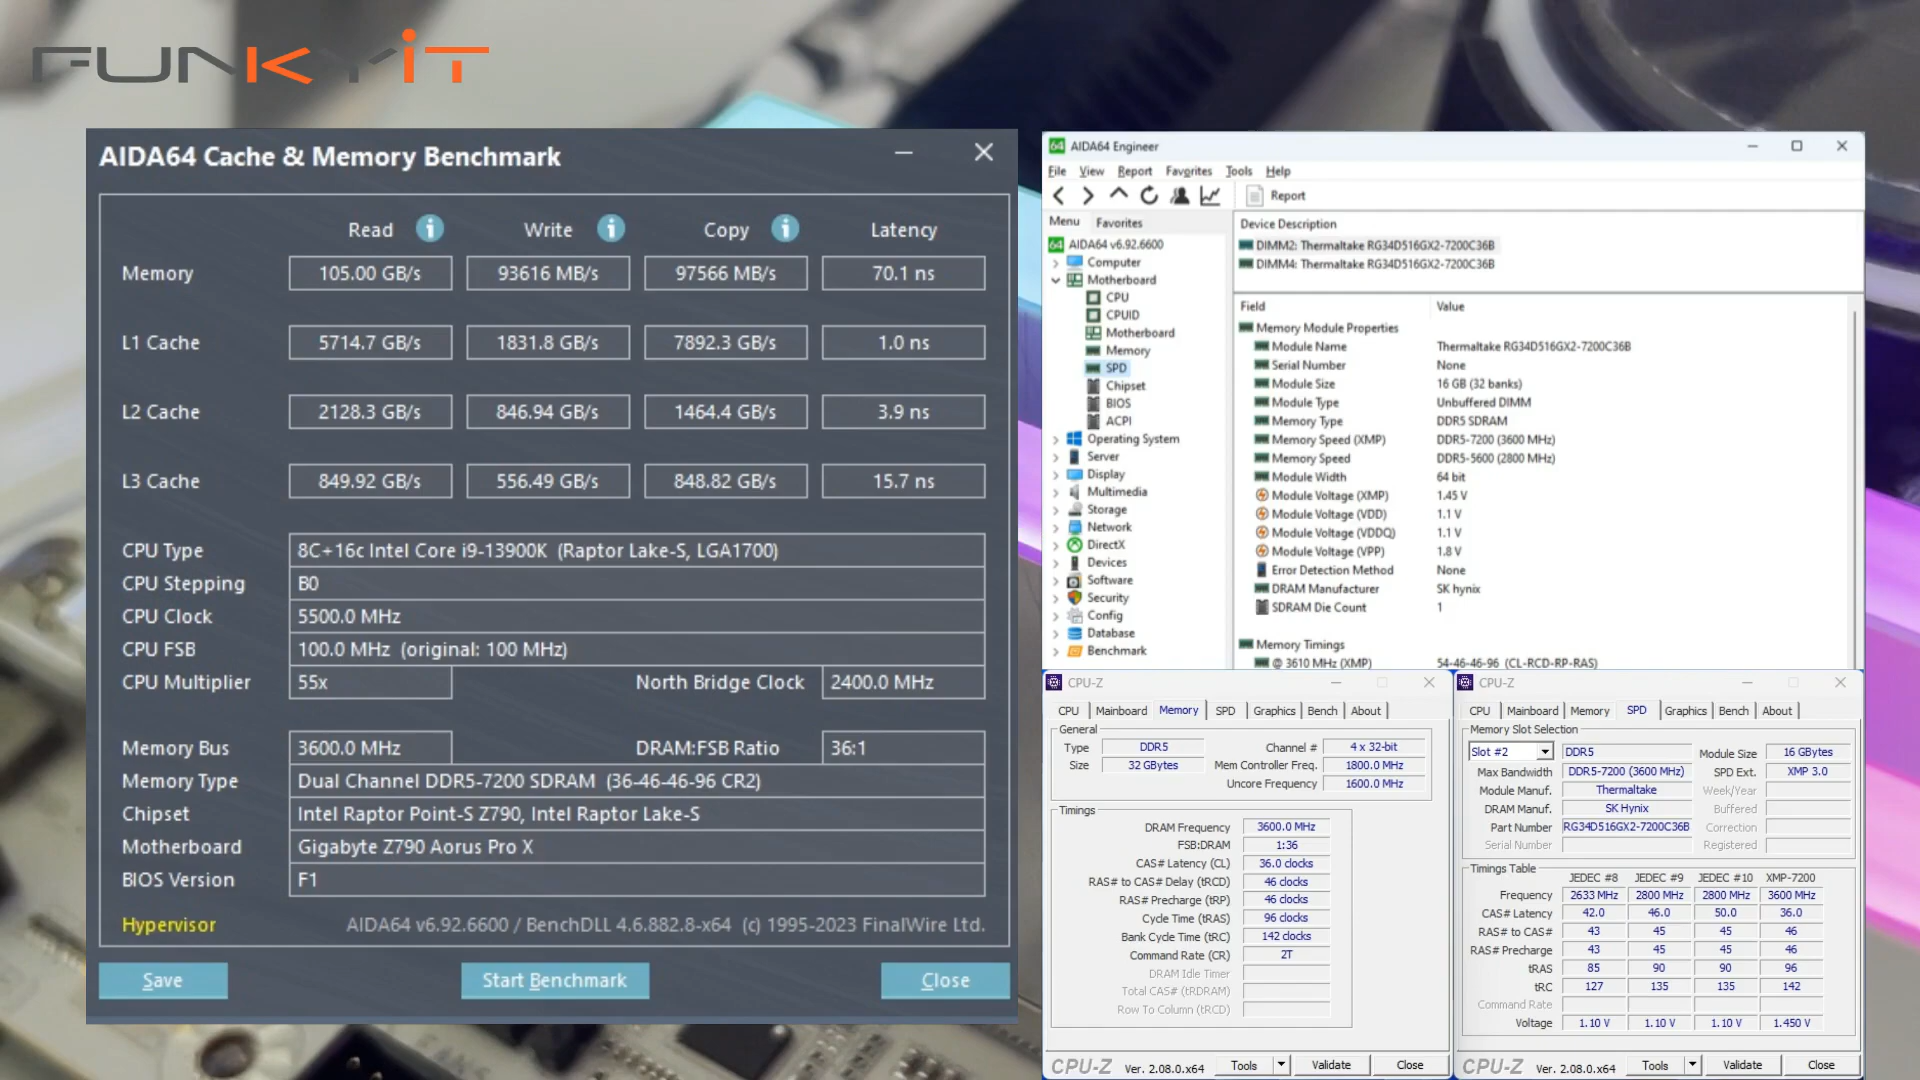 FUNKYiT
AIDA64 Cache & Memory Benchmark
Read Write Copy Latency
Memory 105.00 GB/s 93616 MB/s 97566 MB/s 70.1 ns
L1 Cache 5714.7 GB/s 1831.8 GB/s 7892.3 GB/s 1.0 ns
L2 Cache 2128.3 GB/s 846.94 GB/s 1464.4 GB/s 3.9 ns
L3 Cache 849.92 GB/s 556.49 GB/s 848.82 GB/s 15.7 ns
CPU Type 8C+16c Intel Core i9-13900K (Raptor Lake-S, LGA1700)
CPU Stepping B0
CPU Clock 5500.0 MHz
CPU FSB 100.0 MHz (original: 100 MHz)
CPU Multiplier 55x North Bridge Clock 2400.0 MHz
Memory Bus 3600.0 MHz DRAM:FSB Ratio 36:1
Memory Type Dual Channel DDR5-7200 SDRAM (36-46-46-96 CR2)
Chipset Intel Raptor Point-S Z790, Intel Raptor Lake-S
Motherboard Gigabyte Z790 Aorus Pro X
BIOS Version F1
Hypervisor AIDA64 v6.92.6600 / BenchDLL 4.6.882.8-x64 (c) 1995-2023 FinalWire Ltd.
Save Start Benchmark Close
64 AIDA64 Engineer
File View Report Favorites Tools Help
Report
Menu Favorites
64 AIDA64 v6.92.6600
Computer
Motherboard
CPU
CPUID
Motherboard
Memory
SPD
Chipset
BIOS
ACPI
Operating System
Server
Display
Multimedia
Storage
Network
DirectX
Devices
Software
Security
Config
Database
Benchmark
Device Description
DIMM2: Thermaltake RG34D516GX2-7200C36B
DIMM4: Thermaltake RG34D516GX2-7200C36B
Field Value
Memory Module Properties
Module Name Thermaltake RG34D516GX2-7200C36B
Serial Number None
Module Size 16 GB (32 banks)
Module Type Unbuffered DIMM
Memory Type DDR5 SDRAM
Memory Speed (XMP) DDR5-7200 (3600 MHz)
Memory Speed DDR5-5600 (2800 MHz)
Module Width 64 bit
Module Voltage (XMP) 1.45 V
Module Voltage (VDD) 1.1 V
Module Voltage (VDDQ) 1.1 V
Module Voltage (VPP) 1.8 V
Error Detection Method None
DRAM Manufacturer SK hynix
SDRAM Die Count 1
Memory Timings
@ 3610 MHz (XMP) 54-46-46-96 (CL-RCD-RP-RAS)
CPU-Z
CPU Mainboard Memory SPD Graphics Bench About
General
Type DDR5 Channel # 4 x 32-bit
Size 32 GBytes Mem Controller Freq. 1800.0 MHz
Uncore Frequency 1600.0 MHz
Timings
DRAM Frequency 3600.0 MHz
FSB:DRAM 1:36
CAS# Latency (CL) 36.0 clocks
RAS# to CAS# Delay (tRCD) 46 clocks
RAS# Precharge (tRP) 46 clocks
Cycle Time (tRAS) 96 clocks
Bank Cycle Time (tRC) 142 clocks
Command Rate (CR) 2T
DRAM Idle Timer
Total CAS# (tRDRAM)
Row To Column (tRCD)
CPU-Z Ver. 2.08.0.x64 Tools Validate Close
CPU-Z
CPU Mainboard Memory SPD Graphics Bench About
Memory Slot Selection
Slot #2 DDR5 Module Size 16 GBytes
Max Bandwidth DDR5-7200 (3600 MHz) SPD Ext. XMP 3.0
Module Manuf. Thermaltake Week/Year
DRAM Manuf. SK Hynix Buffered
Part Number RG34D516GX2-7200C36B Correction
Serial Number Registered
Timings Table
JEDEC #8 JEDEC #9 JEDEC #10 XMP-7200
Frequency 2633 MHz 2800 MHz 2800 MHz 3600 MHz
CAS# Latency 42.0 46.0 50.0 36.0
RAS# to CAS# 43 45 45 46
RAS# Precharge 43 45 45 46
tRAS 85 90 90 96
tRC 127 135 135 142
Command Rate
Voltage 1.10 V 1.10 V 1.10 V 1.450 V
CPU-Z Ver. 2.08.0.x64 Tools Validate Close